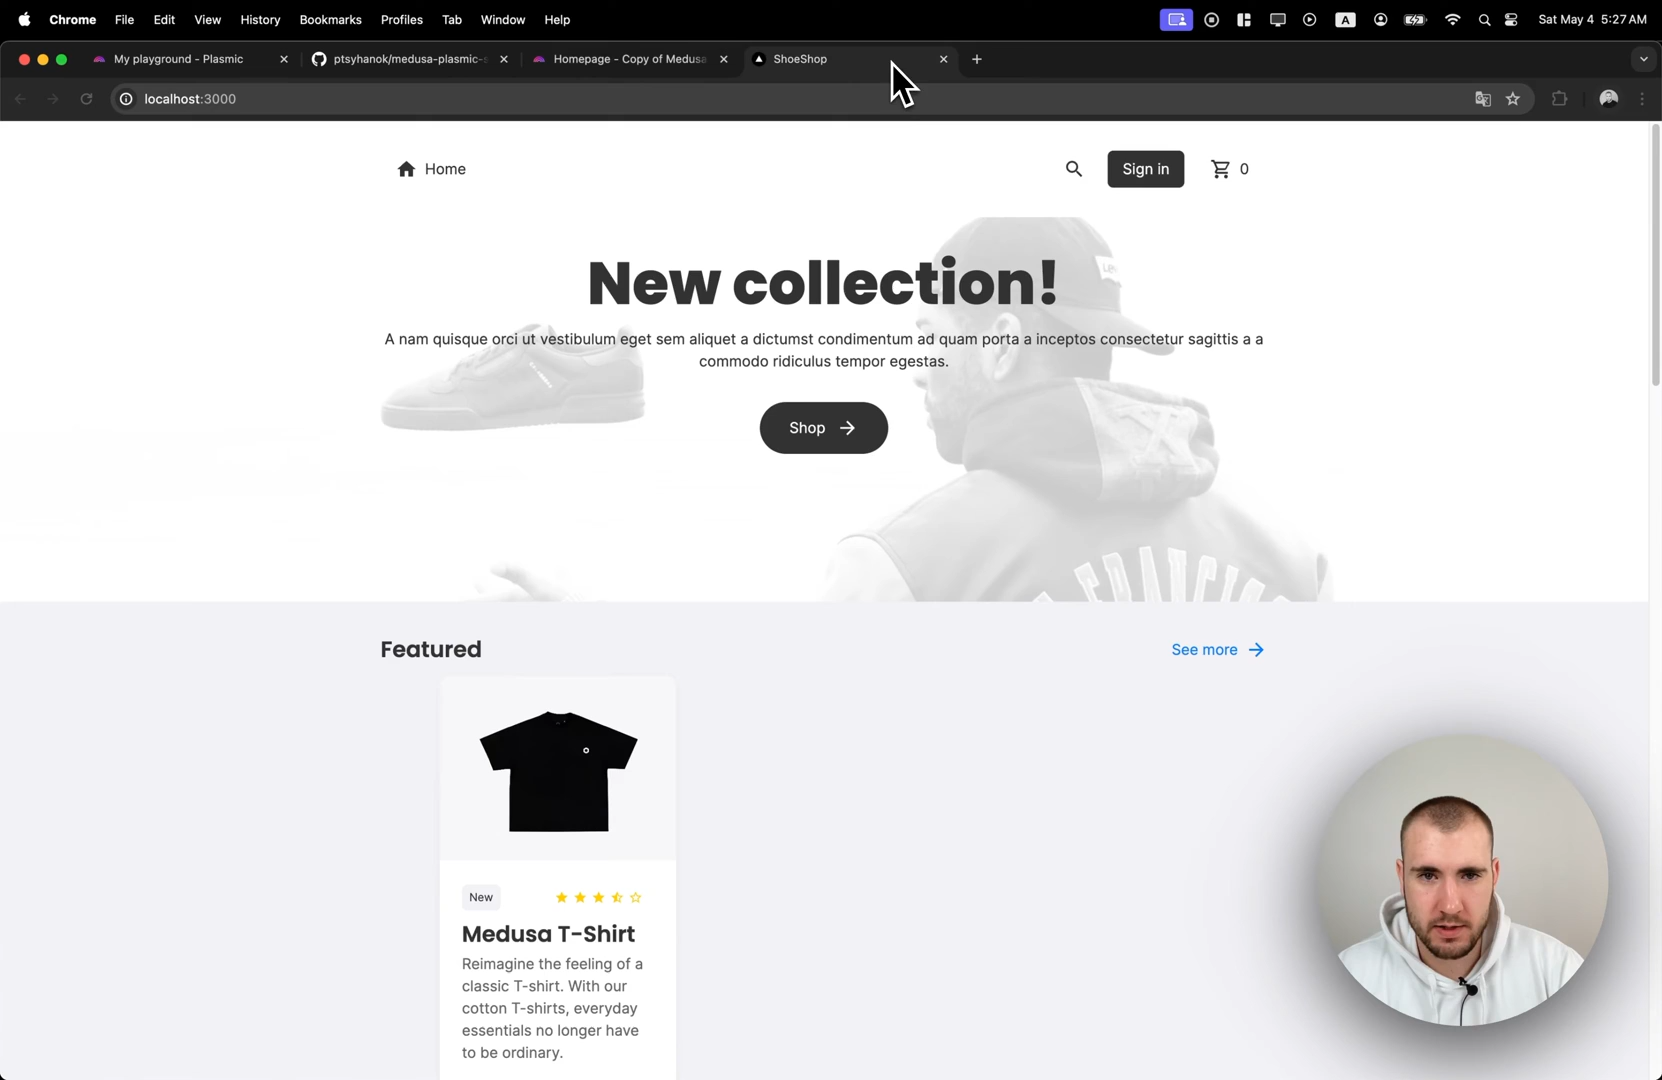 Chrome File Edit View History Bookmarks Profiles Tab Window Help A Sat May 4 5:27 AM
My playground - Plasmic ptsyhanok/medusa-plasmic-s Homepage - Copy of Medusa ShoeShop
localhost:3000
Home Sign in 0
New collection!
A nam quisque orci ut vestibulum eget sem aliquet a dictumst condimentum ad quam porta a inceptos consectetur sagittis a a
commodo ridiculus tempor egestas.
Shop
Featured See more
New
Medusa T-Shirt
Reimagine the feeling of a
classic T-shirt. With our
cotton T-shirts, everyday
essentials no longer have
to be ordinary.